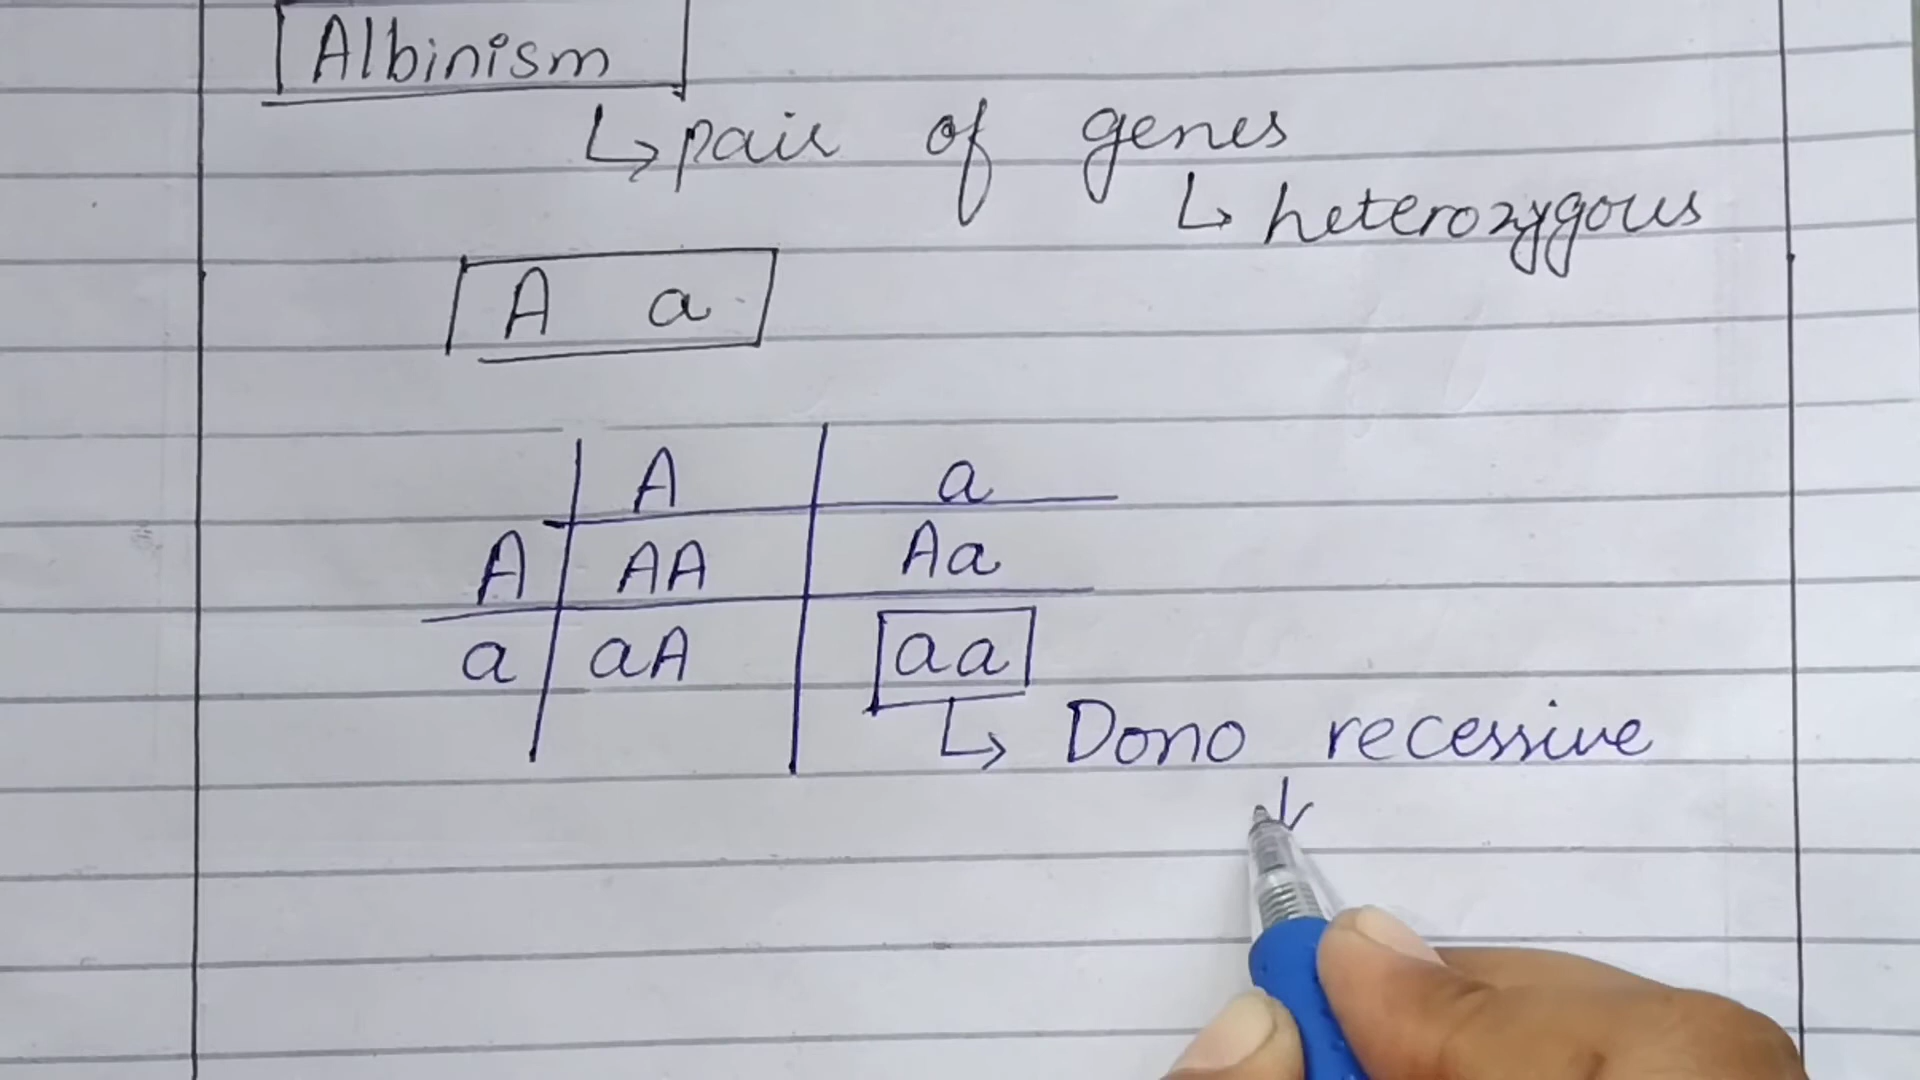 Albinism
↳ pair of genes
↳ heterozygous
A a
A a
A AA Aa
a aA aa
↳ Dono recessive
↓